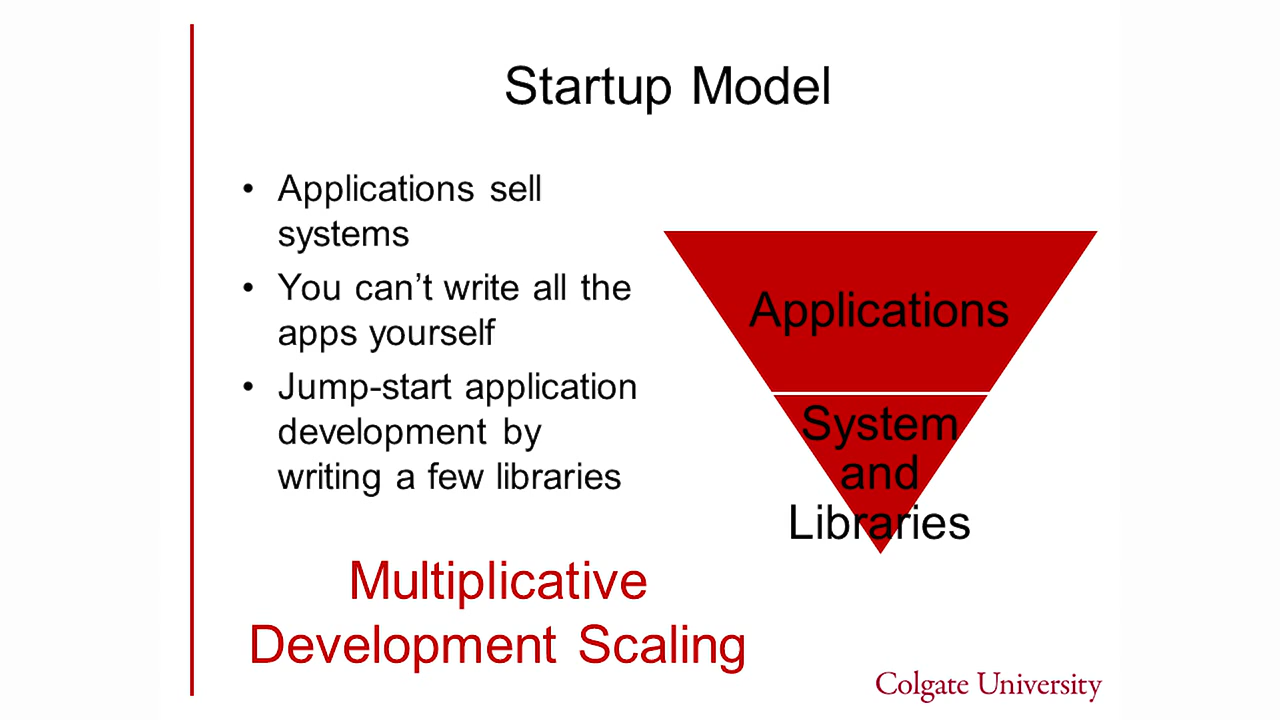 Startup Model
• Applications sell
systems
• You can’t write all the
apps yourself
• Jump-start application
development by
writing a few libraries
Applications
System
and
Libraries
Multiplicative
Development Scaling
Colgate University